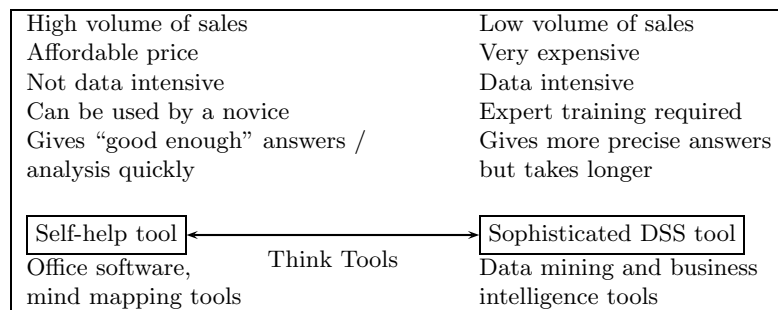 High volume of sales
Affordable price
Not data intensive
Can be used by a novice
Gives “good enough” answers /
analysis quickly
Low volume of sales
Very expensive
Data intensive
Expert training required
Gives more precise answers
but takes longer
Self-help tool
Think Tools
Sophisticated DSS tool
Office software,
mind mapping tools
Data mining and business
intelligence tools